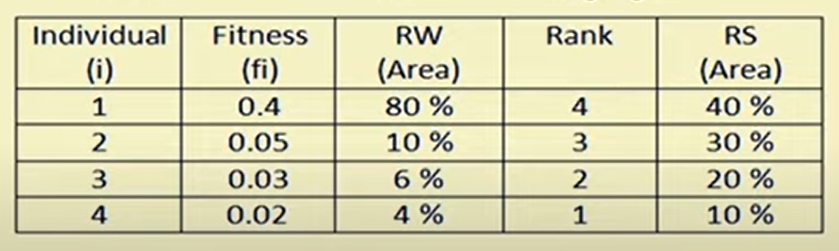 Individual (i) Fitness (fi) RW (Area) Rank RS (Area)
1 0.4 80 % 4 40 %
2 0.05 10 % 3 30 %
3 0.03 6 % 2 20 %
4 0.02 4 % 1 10 %